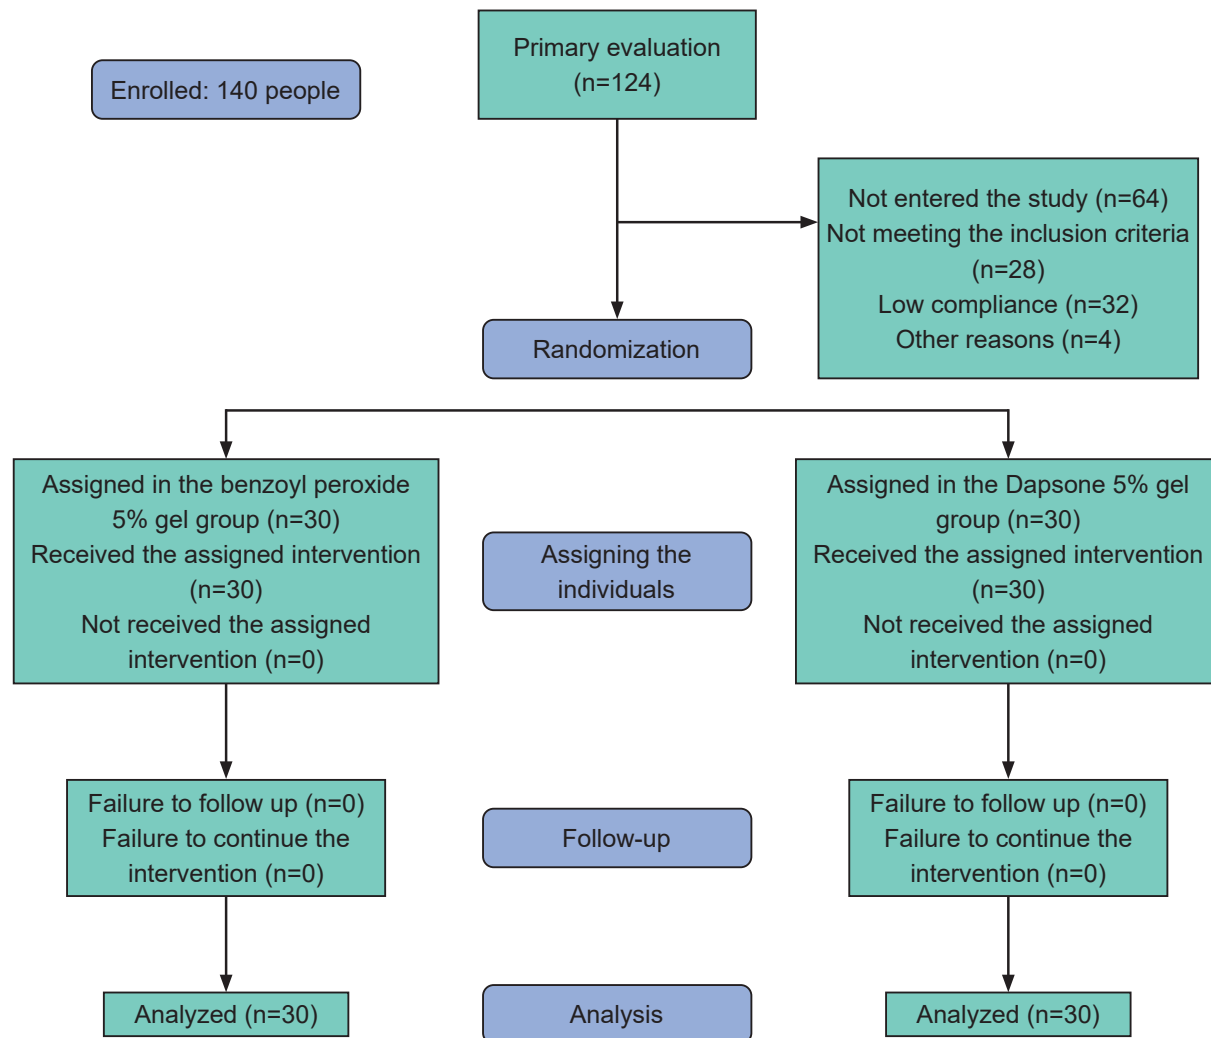 Primary evaluation
(n=124)
Enrolled: 140 people
Not entered the study (n=64)
Not meeting the inclusion criteria
(n=28)
Low compliance (n=32)
Other reasons (n=4)
Randomization
Assigned in the benzoyl peroxide
5% gel group (n=30)
Received the assigned intervention
(n=30)
Not received the assigned
intervention (n=0)
Assigning the
individuals
Assigned in the Dapsone 5% gel
group (n=30)
Received the assigned intervention
(n=30)
Not received the assigned
intervention (n=0)
Failure to follow up (n=0)
Failure to continue the
intervention (n=0)
Follow-up
Failure to follow up (n=0)
Failure to continue the
intervention (n=0)
Analyzed (n=30)
Analysis
Analyzed (n=30)